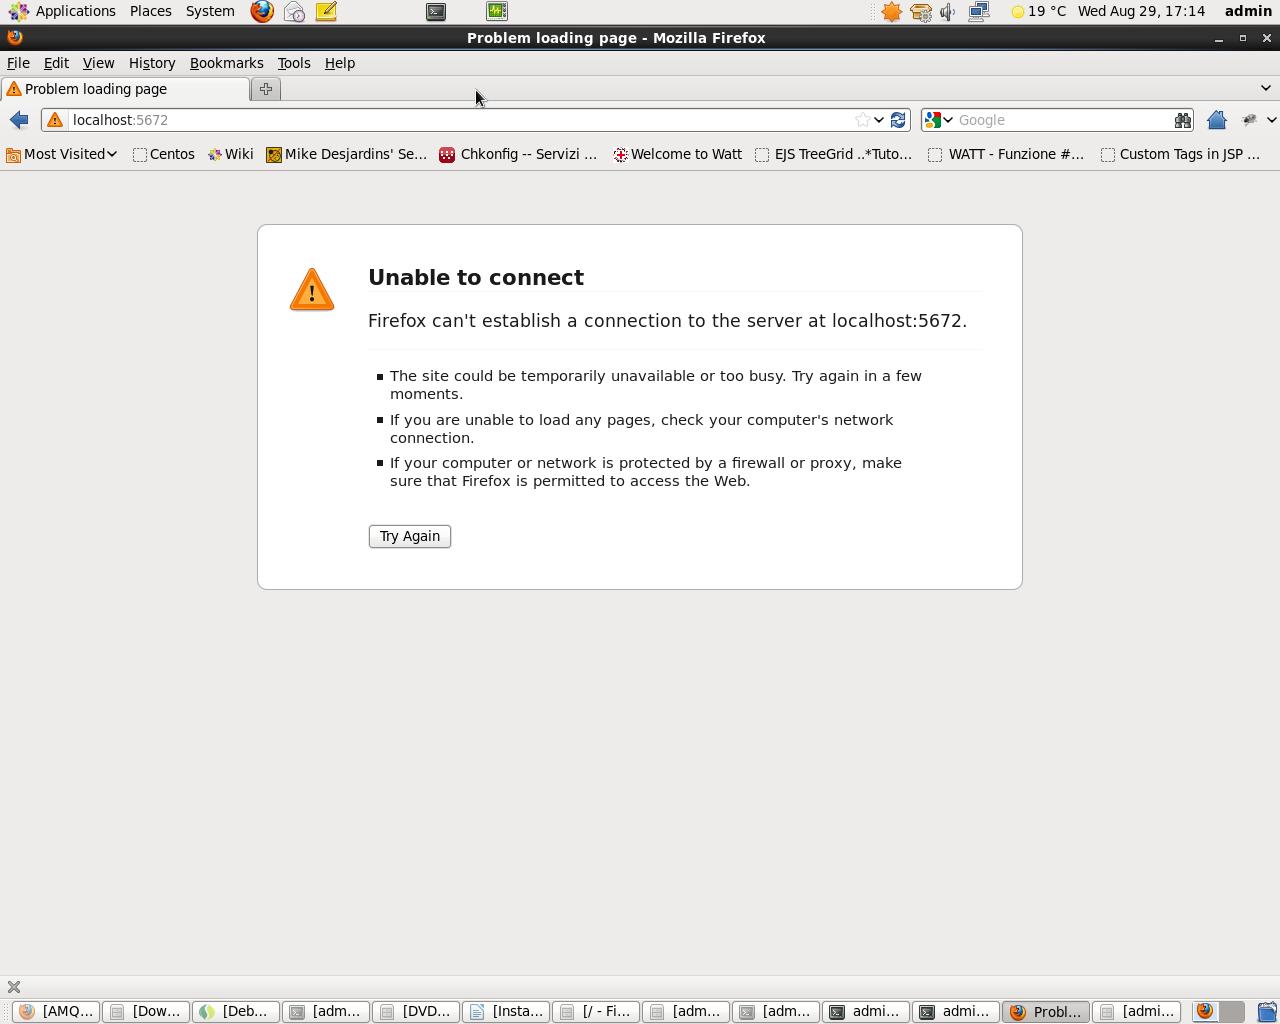 Applications Places System 19 °C Wed Aug 29, 17:14 admin
Problem loading page - Mozilla Firefox
File Edit View History Bookmarks Tools Help
Problem loading page
localhost:5672 Google
Most Visited Centos Wiki Mike Desjardins' Se... Chkonfig -- Servizi ... Welcome to Watt EJS TreeGrid ..*Tuto... WATT - Funzione #... Custom Tags in JSP ...
Unable to connect
Firefox can't establish a connection to the server at localhost:5672.
The site could be temporarily unavailable or too busy. Try again in a few
moments.
If you are unable to load any pages, check your computer's network
connection.
If your computer or network is protected by a firewall or proxy, make
sure that Firefox is permitted to access the Web.
Try Again
[AMQ... [Dow... [Deb... [adm... [DVD... [Insta... [/ - Fi... [adm... [adm... admi... admi... Probl... [admi...